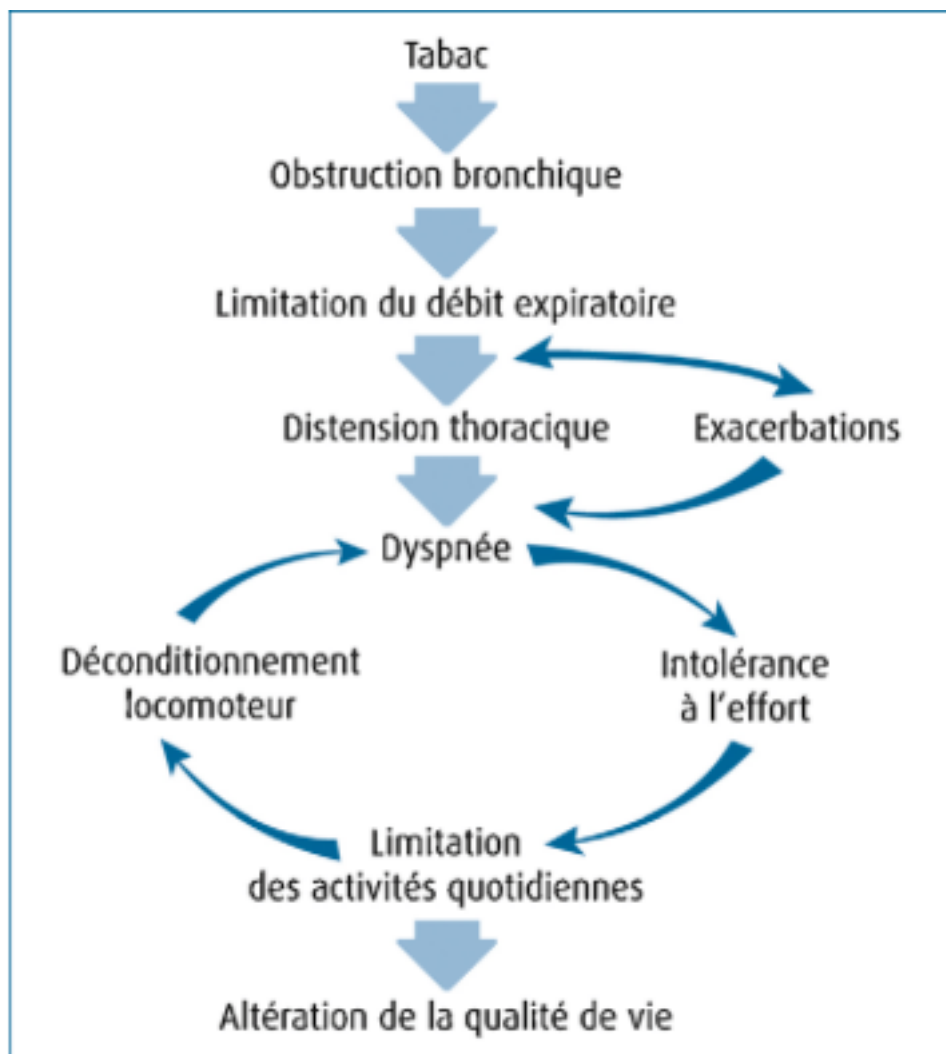 Tabac
Obstruction bronchique
Limitation du débit expiratoire
Distension thoracique
Exacerbations
Dyspnée
Déconditionnement
locomoteur
Intolérance
à l'effort
Limitation
des activités quotidiennes
Altération de la qualité de vie